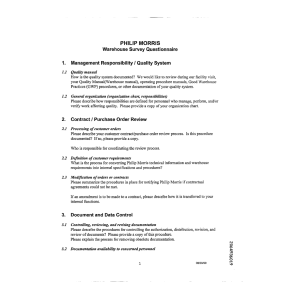 PHILIP MORRIS
Warehouse Survey Questionnaire
1. Management Responsibility / Quality System
1.1 Quality manual
How is the quality system documented? We would like to review during our facility visit,
your Quality Manual(Warehouse manual), operating procedure manuals, Good Warehouse
Practices (GWP) procedures, or other documentation of your quality system.
1.2 General organization (organization chart, responsibilities)
Please describe how responsibilities are defined for personnel who manage, perform, and/or
verify work affecting quality. Please provide a copy of your organization chart.
2. Contract / Purchase Order Review
2.1 Processing of customer orders
Please describe your customer contract/purchase order review process. Is this procedure
documented? If so, please provide a copy.
Who is responsible for coordinating the review process.
2.2 Definition of customer requirements
What is the process for converting Philip Morris technical information and warehouse
requirements into internal specifications and procedures?
2.3 Modification of orders or contracts
Please summarize the procedures in place for notifying Philip Morris if contractual
agreements could not be met.
If an amendment is to be made to a contract, please describe how it is transferred to your
internal functions.
3. Document and Data Control
3.1 Controlling, reviewing, and revising documentation
Please describe the procedures for controlling the authorization, distribution, revision, and
review of documents? Please provide a copy of this procedure.
Please explain the process for removing obsolete documentation.
3.2 Documentation availability to concerned personnel
1